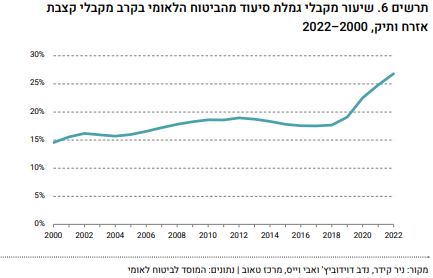 תרשים 6. שיעור מקבלי גמלת סיעוד מהביטוח הלאומי בקרב מקבלי קצבת
אזרח ותיק, 2000–2022
30%
25%
20%
15%
10%
5%
0%
2000 2002 2004 2006 2008 2010 2012 2014 2016 2018 2020 2022
מקור: ניר קידר, נדב דוידוביץ' ואבי וייס, מרכז טאוב | נתונים: המוסד לביטוח לאומי